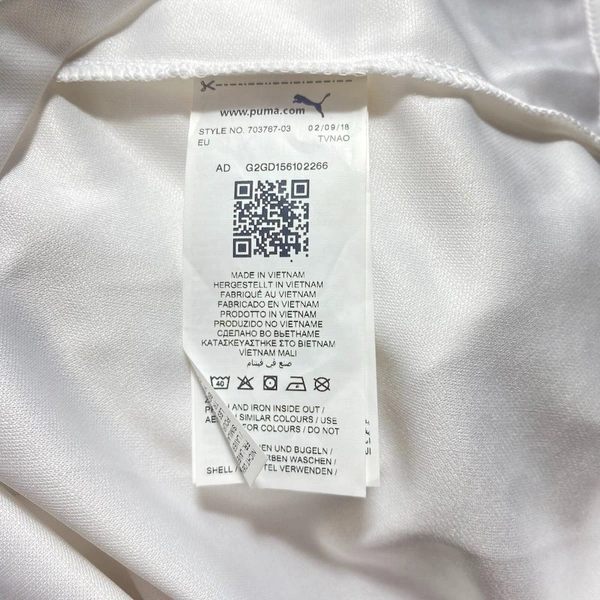 www.puma.com
STYLE NO. 703767-03 02/09/18
EU TVNAO
AD G2GD156102266
MADE IN VIETNAM
HERGESTELLT IN VIETNAM
FABRIQUÉ AU VIETNAM
FABRICADO EN VIETNAM
PRODOTTO IN VIETNAM
PRODUZIDO NO VIETNAME
СДЕЛАНО ВО ВЬЕТНАМЕ
ΚΑΤΑΣΚΕΥΑΣΤΗΚΕ ΣΤΟ ΒΙΕΤΝΑΜ
VİETNAM MALI
صنع في فيتنام
40
AND IRON INSIDE OUT /
SIMILAR COLOURS / USE
FOR COLOURS / DO NOT
UND BUGELN /
WASCHEN /
SHELL VERWENDEN /